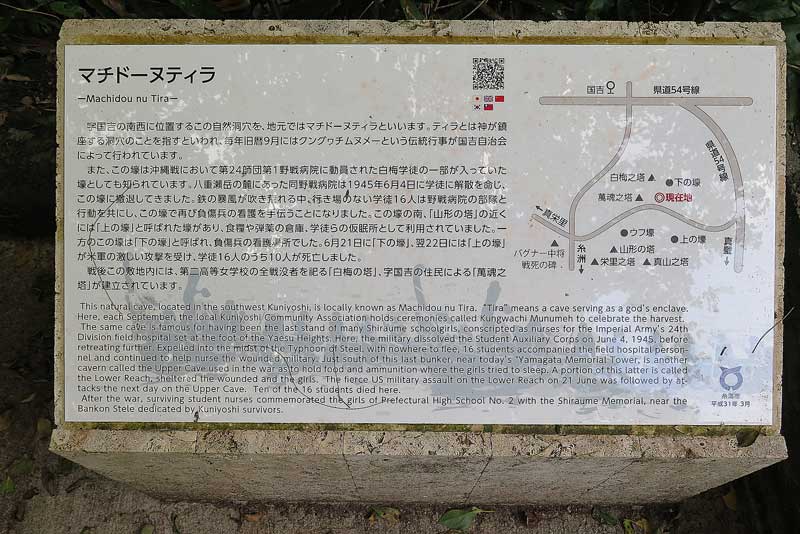 マチドーヌティラ
―Machidou nu Tira―
字国吉の南西に位置するこの自然洞穴を、地元ではマチドーヌティラといいます。ティラとは神が鎮
座する洞穴のことを指すといわれ、毎年旧暦9月にはクングヮチムヌメーという伝統行事が国吉自治会
によって行われています。
また、この壕は沖縄戦において第24師団第1野戦病院に動員された白梅学徒の一部が入っていた
壕としても知られています。八重瀬岳の麓にあった同野戦病院は1945年6月4日に学徒に解散を命じ、
この壕に撤退してきました。鉄の暴風が吹き荒れる中、行き場のない学徒16人は野戦病院の部隊と
行動を共にし、この壕で再び負傷兵の看護を手伝うことになりました。この壕の南、「山形の塔」の近く
には「上の壕」と呼ばれた壕があり、食糧や弾薬の倉庫、学徒らの仮眠所として利用されていました。一
方のこの壕は「下の壕」と呼ばれ、負傷兵の看護場所でした。6月21日に「下の壕」、翌22日には「上の壕」
が米軍の激しい攻撃を受け、学徒16人のうち10人が死亡しました。
戦後この敷地内には、第二高等女学校の全戦没者を祀る「白梅の塔」、字国吉の住民による「萬魂之
塔」が建立されています。
This natural cave, located in the southwest Kuniyoshi, is locally known as Machidou nu Tira. "Tira" means a cave serving as a god's enclave.
Here, each September, the local Kuniyoshi Community Association holds ceremonies called Kungwachi Munumeh to celebrate the harvest.
The same cave is famous for having been the last stand of many Shiraume schoolgirls, conscripted as nurses for the Imperial Army's 24th
Division field hospital set at the foot of the Yaesu Heights. Here, the military dissolved the Student Auxiliary Corps on June 4, 1945, before
retreating further. Expelled into the midst of the Typhoon of Steel, with nowhere to flee, 16 students accompanied the field hospital person-
nel and continued to help nurse the wounded military. Just south of this last bunker, near today's Yamagata Memorial Tower, is another
cavern called the Upper Cave used in the war as to hold food and ammunition where the girls tried to sleep. A portion of this latter is called
the Lower Reach, sheltered the wounded and the girls. The fierce US military assault on the Lower Reach on 21 June was followed by at-
tacks the next day on the Upper Cave. Ten of the 16 students died here.
After the war, surviving student nurses commemorated the girls of Prefectural High School No. 2 with the Shiraume Memorial, near the
Bankon Stele dedicated by Kuniyoshi survivors.
国吉
県道54号線
県道54号線
白梅之塔
下の壕
萬魂之塔
現在地
真栄里
ウフ壕
上の壕
バックナー中将
戦死の碑
糸洲
山形の塔
栄里之塔
真山之塔
真壁
糸満市
平成31年 3月